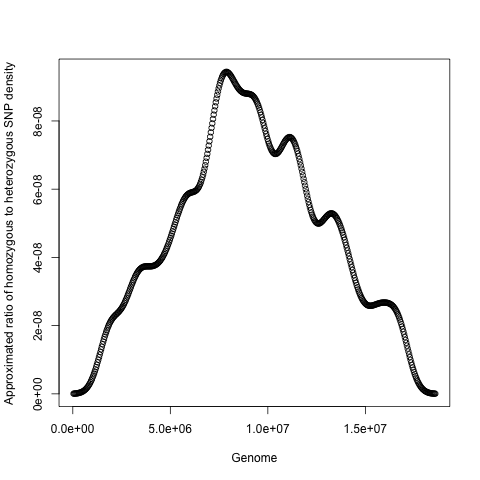 Approximated ratio of homozygous to heterozygous SNP density
8e-08
6e-08
4e-08
2e-08
0e+00
0.0e+00 5.0e+06 1.0e+07 1.5e+07
Genome